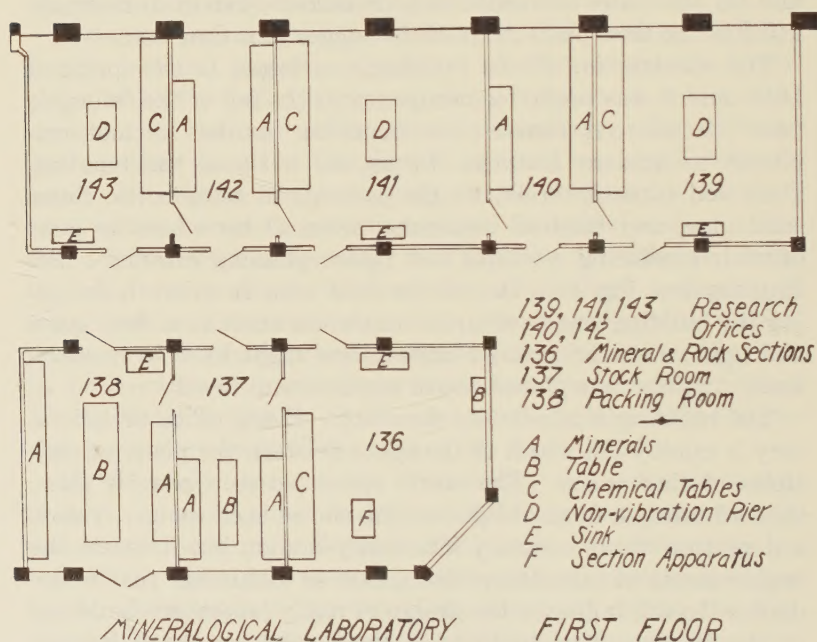 D C A A C D A A C D
143 142 141 140 139
E E E
139, 141, 143 Research
140, 142 Offices
136 Mineral & Rock Sections
137 Stock Room
138 Packing Room
E E B
138 137 136
A B A A B A C F
A Minerals
B Table
C Chemical Tables
D Non-vibration Pier
E Sink
F Section Apparatus
MINERALOGICAL LABORATORY FIRST FLOOR